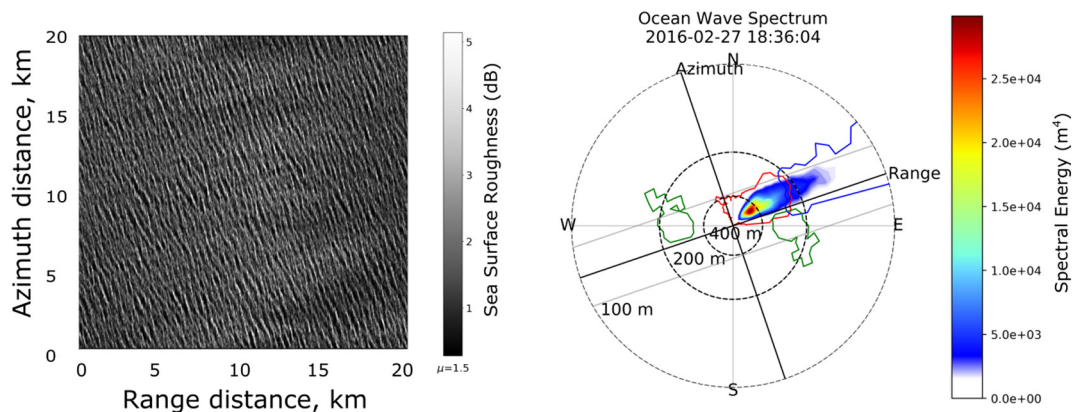 20
15
10
5
0
Azimuth distance, km
0 5 10 15 20
Range distance, km
5
4
3
2
1
μ=1.5
Sea Surface Roughness (dB)
Ocean Wave Spectrum
2016-02-27 18:36:04
N
Azimuth
Range
W
E
400 m
200 m
100 m
S
2.5e+04
2.0e+04
1.5e+04
1.0e+04
5.0e+03
0.0e+00
Spectral Energy (m⁴)